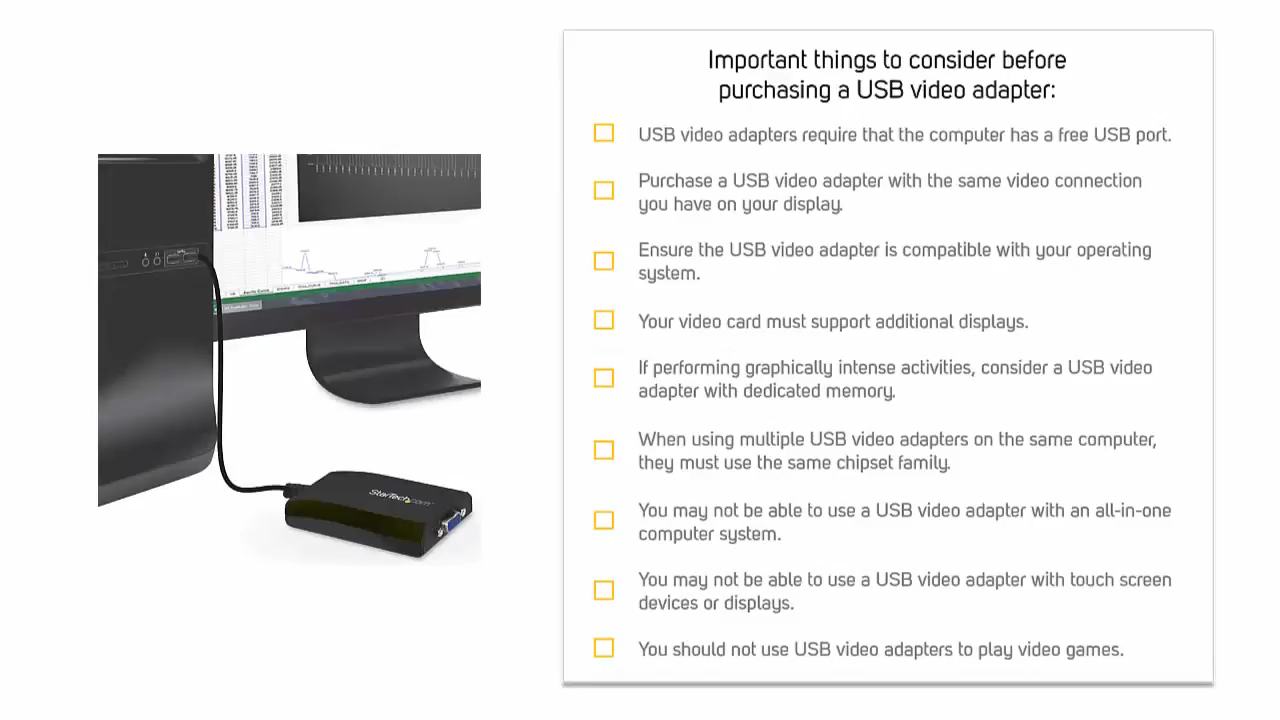 Important things to consider before
purchasing a USB video adapter:
USB video adapters require that the computer has a free USB port.
Purchase a USB video adapter with the same video connection
you have on your display.
Ensure the USB video adapter is compatible with your operating
system.
Your video card must support additional displays.
If performing graphically intense activities, consider a USB video
adapter with dedicated memory.
When using multiple USB video adapters on the same computer,
they must use the same chipset family.
You may not be able to use a USB video adapter with an all-in-one
computer system.
You may not be able to use a USB video adapter with touch screen
devices or displays.
You should not use USB video adapters to play video games.
StarTech.com